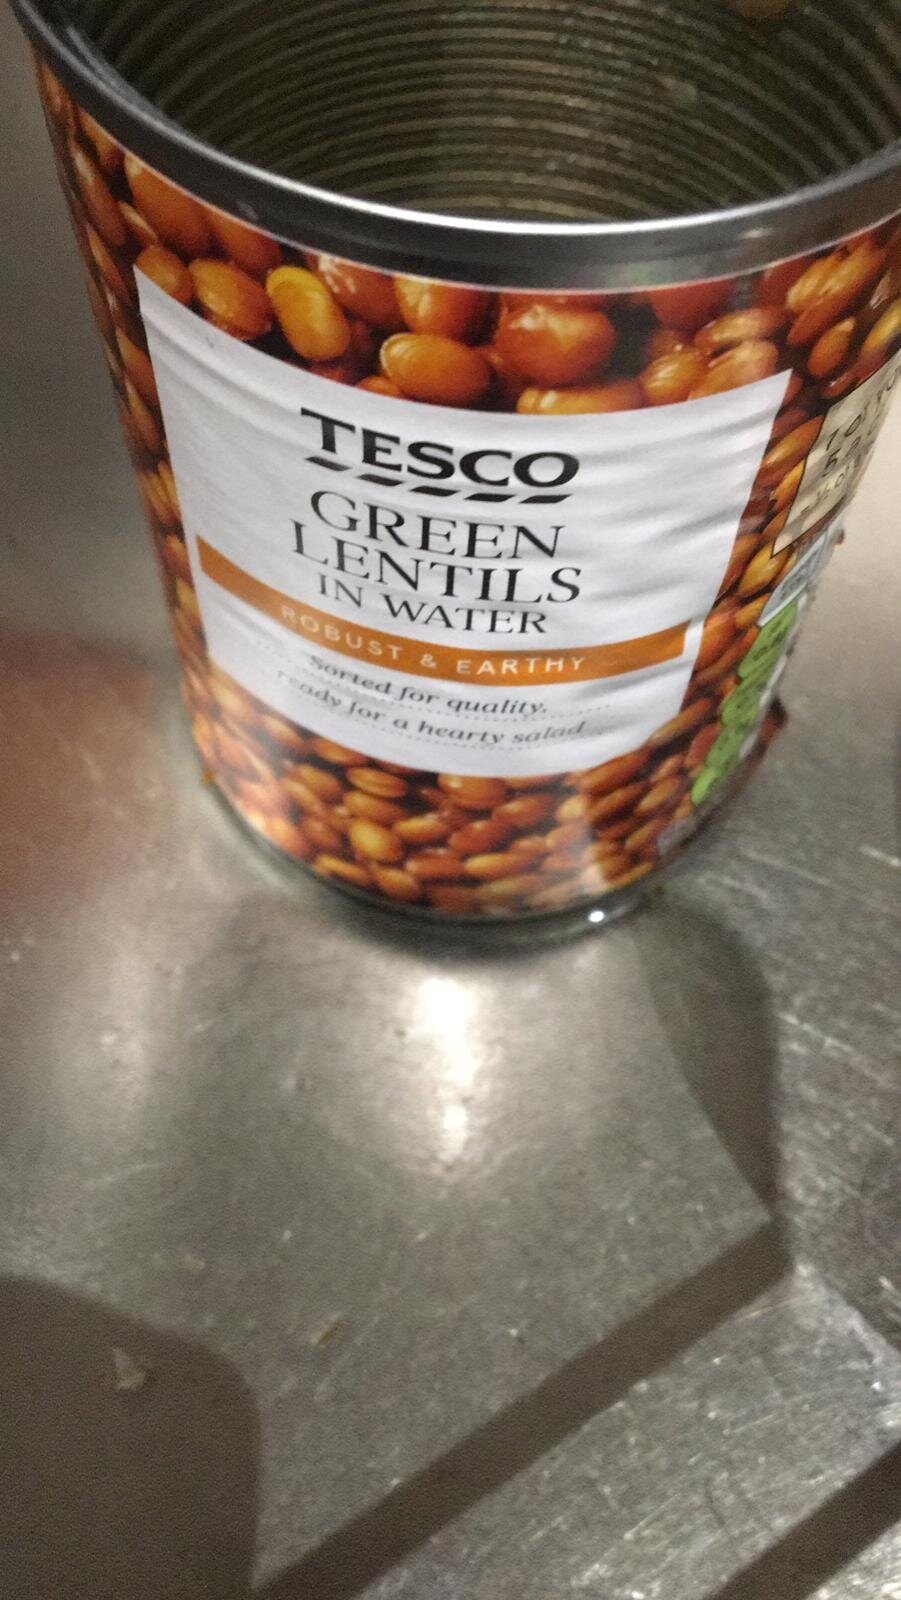 TESCO
GREEN
LENTILS
IN WATER
ROBUST & EARTHY
Sorted for quality,
ready for a hearty salad